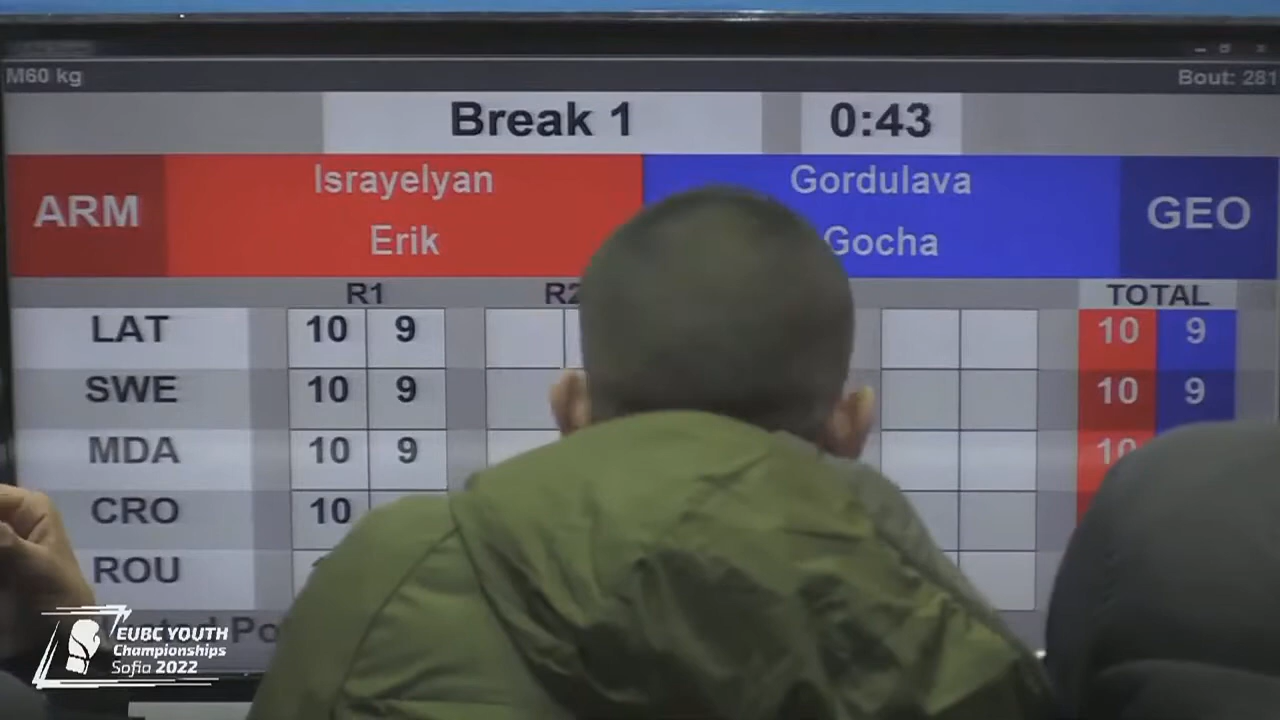 M60 kg Bout: 281
Break 1 0:43
ARM Israyelyan Erik Gordulava Gocha GEO
R1 R2 TOTAL
LAT 10 9 10 9
SWE 10 9 10 9
MDA 10 9 10
CRO 10
ROU
EUBC YOUTH
Championships
Sofia 2022